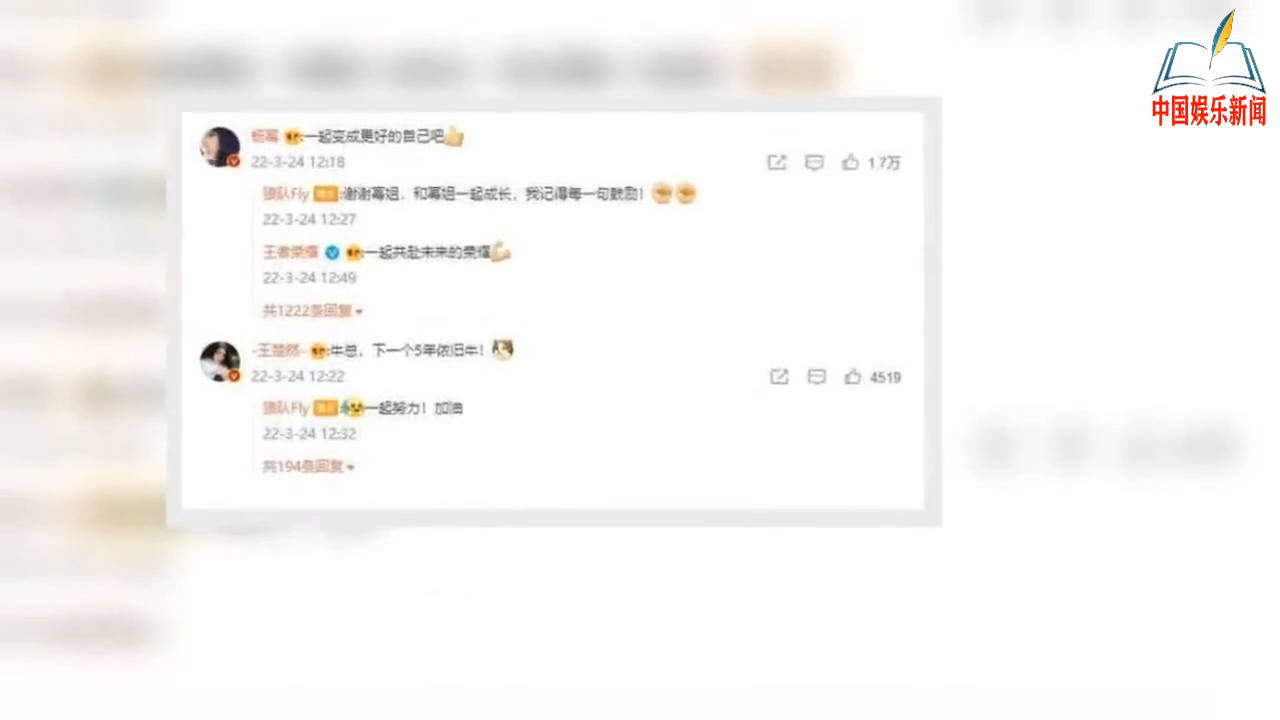 中国娱乐新闻
杨幂:一起变成更好的自己吧
22-3-24 12:18
1.7万
狼队Fly:谢谢幂姐，和幂姐一起成长，我记得每一句鼓励！
22-3-24 12:27
王者荣耀:一起共赴未来的荣耀
22-3-24 12:49
共1222条回复
-王楚然-:牛总，下一个5年依旧牛！
22-3-24 12:22
4519
狼队Fly:一起努力！加油
22-3-24 12:32
共194条回复